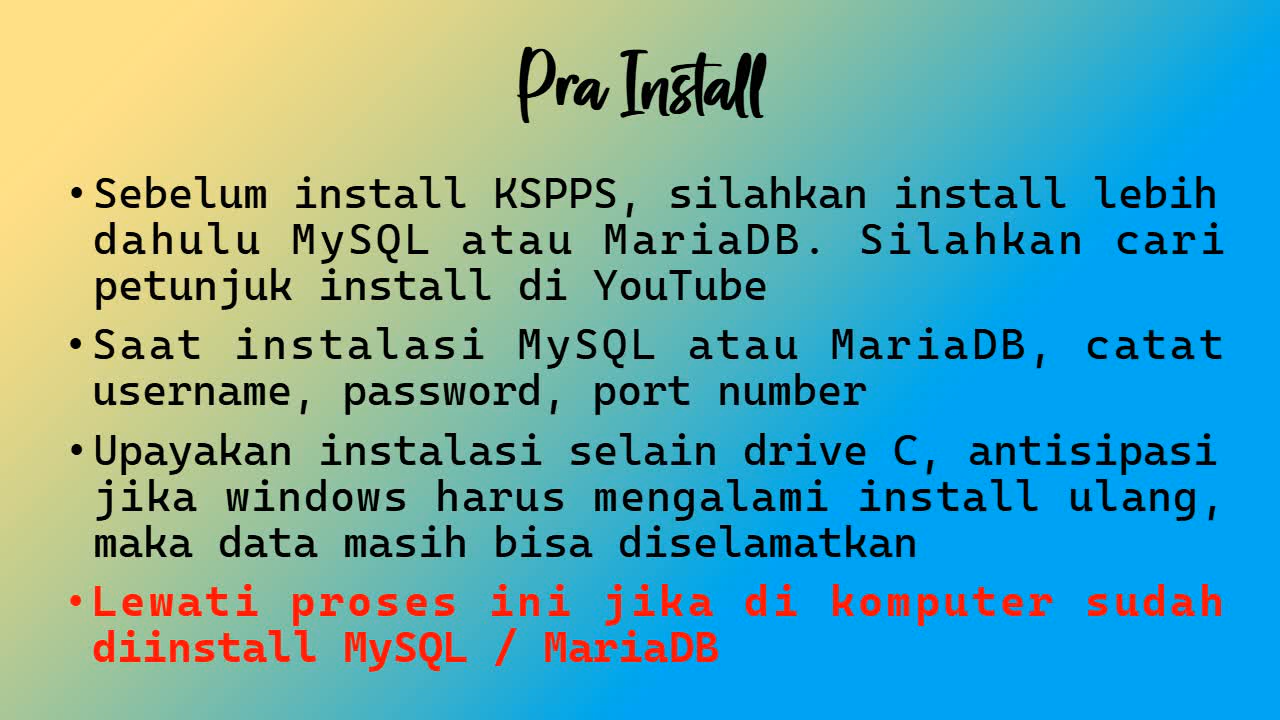 Pra Install
• Sebelum install KSPPS, silahkan install lebih
dahulu MySQL atau MariaDB. Silahkan cari
petunjuk install di YouTube
• Saat instalasi MySQL atau MariaDB, catat
username, password, port number
• Upayakan instalasi selain drive C, antisipasi
jika windows harus mengalami install ulang,
maka data masih bisa diselamatkan
• Lewati proses ini jika di komputer sudah
diinstall MySQL / MariaDB